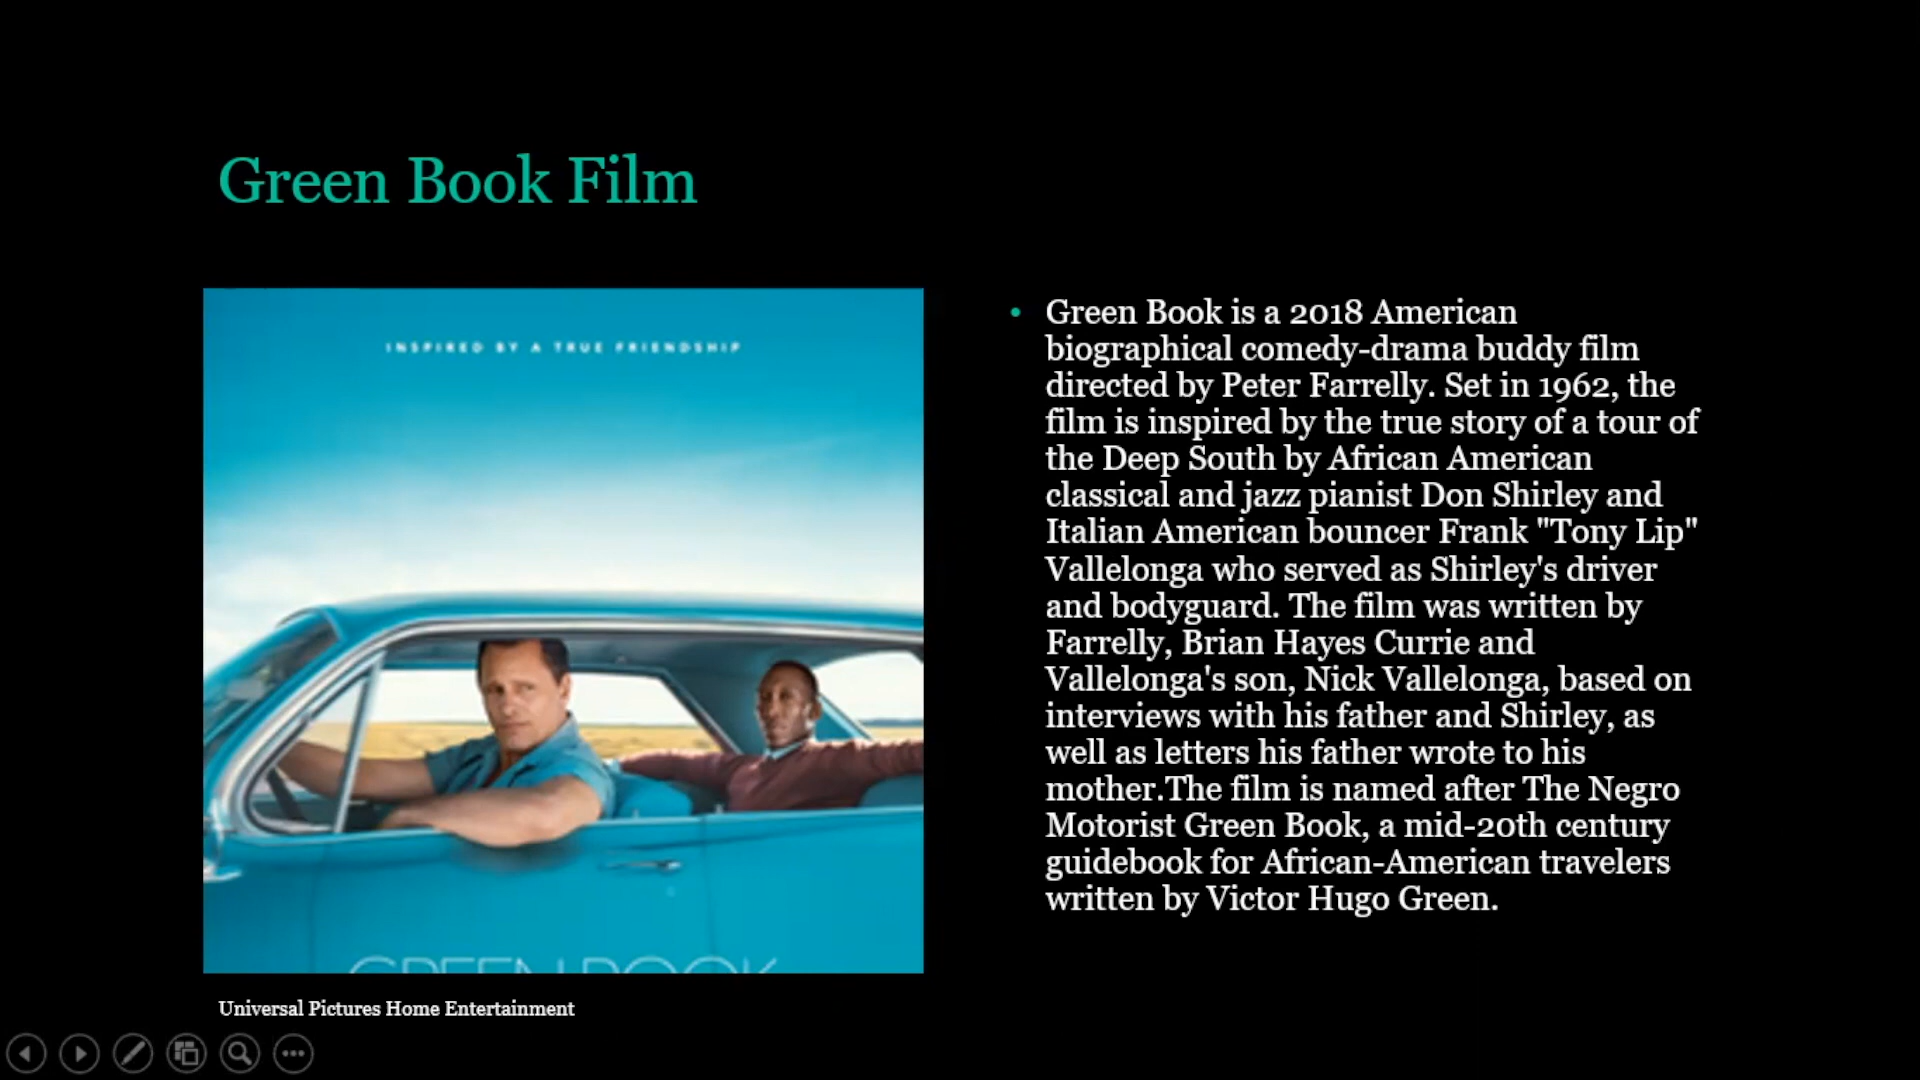 Green Book Film
INSPIRED BY A TRUE FRIENDSHIP
GREEN BOOK
Universal Pictures Home Entertainment
• Green Book is a 2018 American
biographical comedy-drama buddy film
directed by Peter Farrelly. Set in 1962, the
film is inspired by the true story of a tour of
the Deep South by African American
classical and jazz pianist Don Shirley and
Italian American bouncer Frank "Tony Lip"
Vallelonga who served as Shirley's driver
and bodyguard. The film was written by
Farrelly, Brian Hayes Currie and
Vallelonga's son, Nick Vallelonga, based on
interviews with his father and Shirley, as
well as letters his father wrote to his
mother.The film is named after The Negro
Motorist Green Book, a mid-20th century
guidebook for African-American travelers
written by Victor Hugo Green.